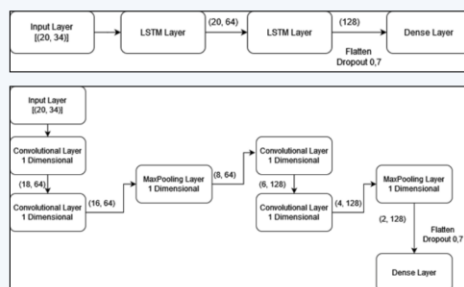 Input Layer
[(20, 34)]
LSTM Layer
(20, 64)
LSTM Layer
(128)
Flatten
Dropout 0,7
Dense Layer
Input Layer
[(20, 34)]
Convolutional Layer
1 Dimensional
(18, 64)
Convolutional Layer
1 Dimensional
(16, 64)
MaxPooling Layer
1 Dimensional
(8, 64)
Convolutional Layer
1 Dimensional
(6, 128)
Convolutional Layer
1 Dimensional
(4, 128)
MaxPooling Layer
1 Dimensional
(2, 128)
Flatten
Dropout 0,7
Dense Layer